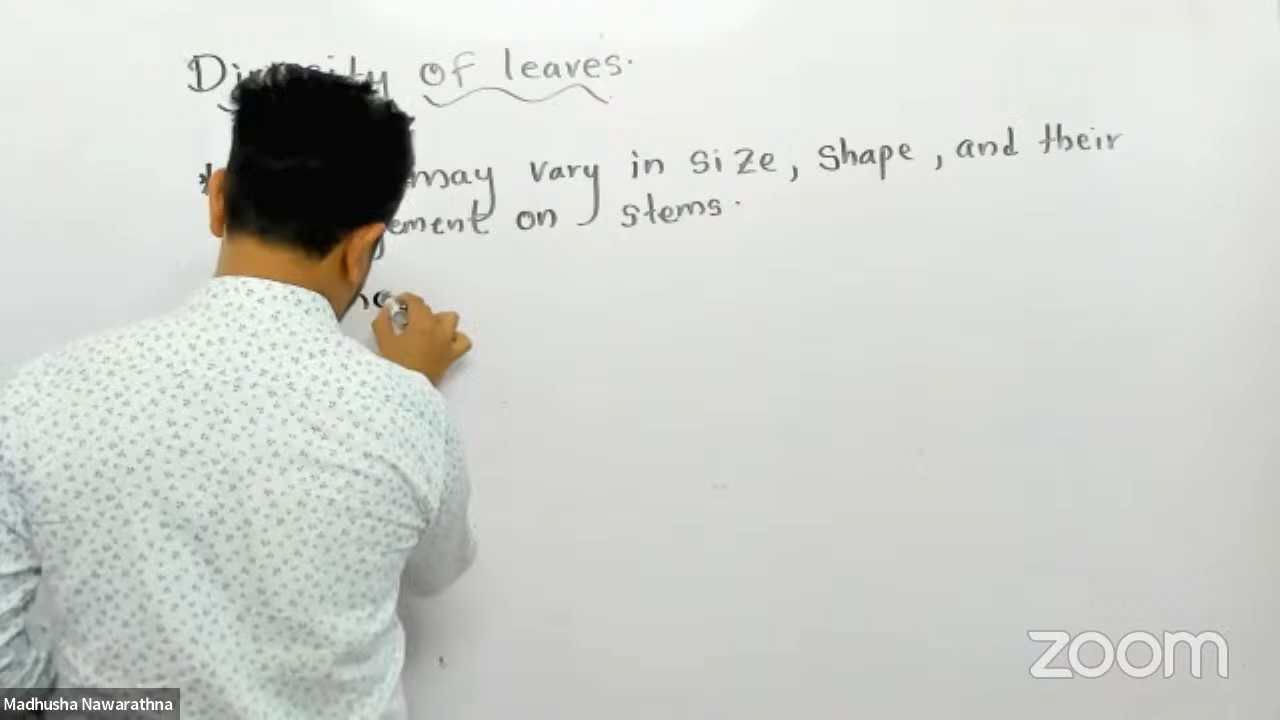 Diversity of leaves.
* may vary in size, shape, and their
ement on stems.
zoom
Madhusha Nawarathna